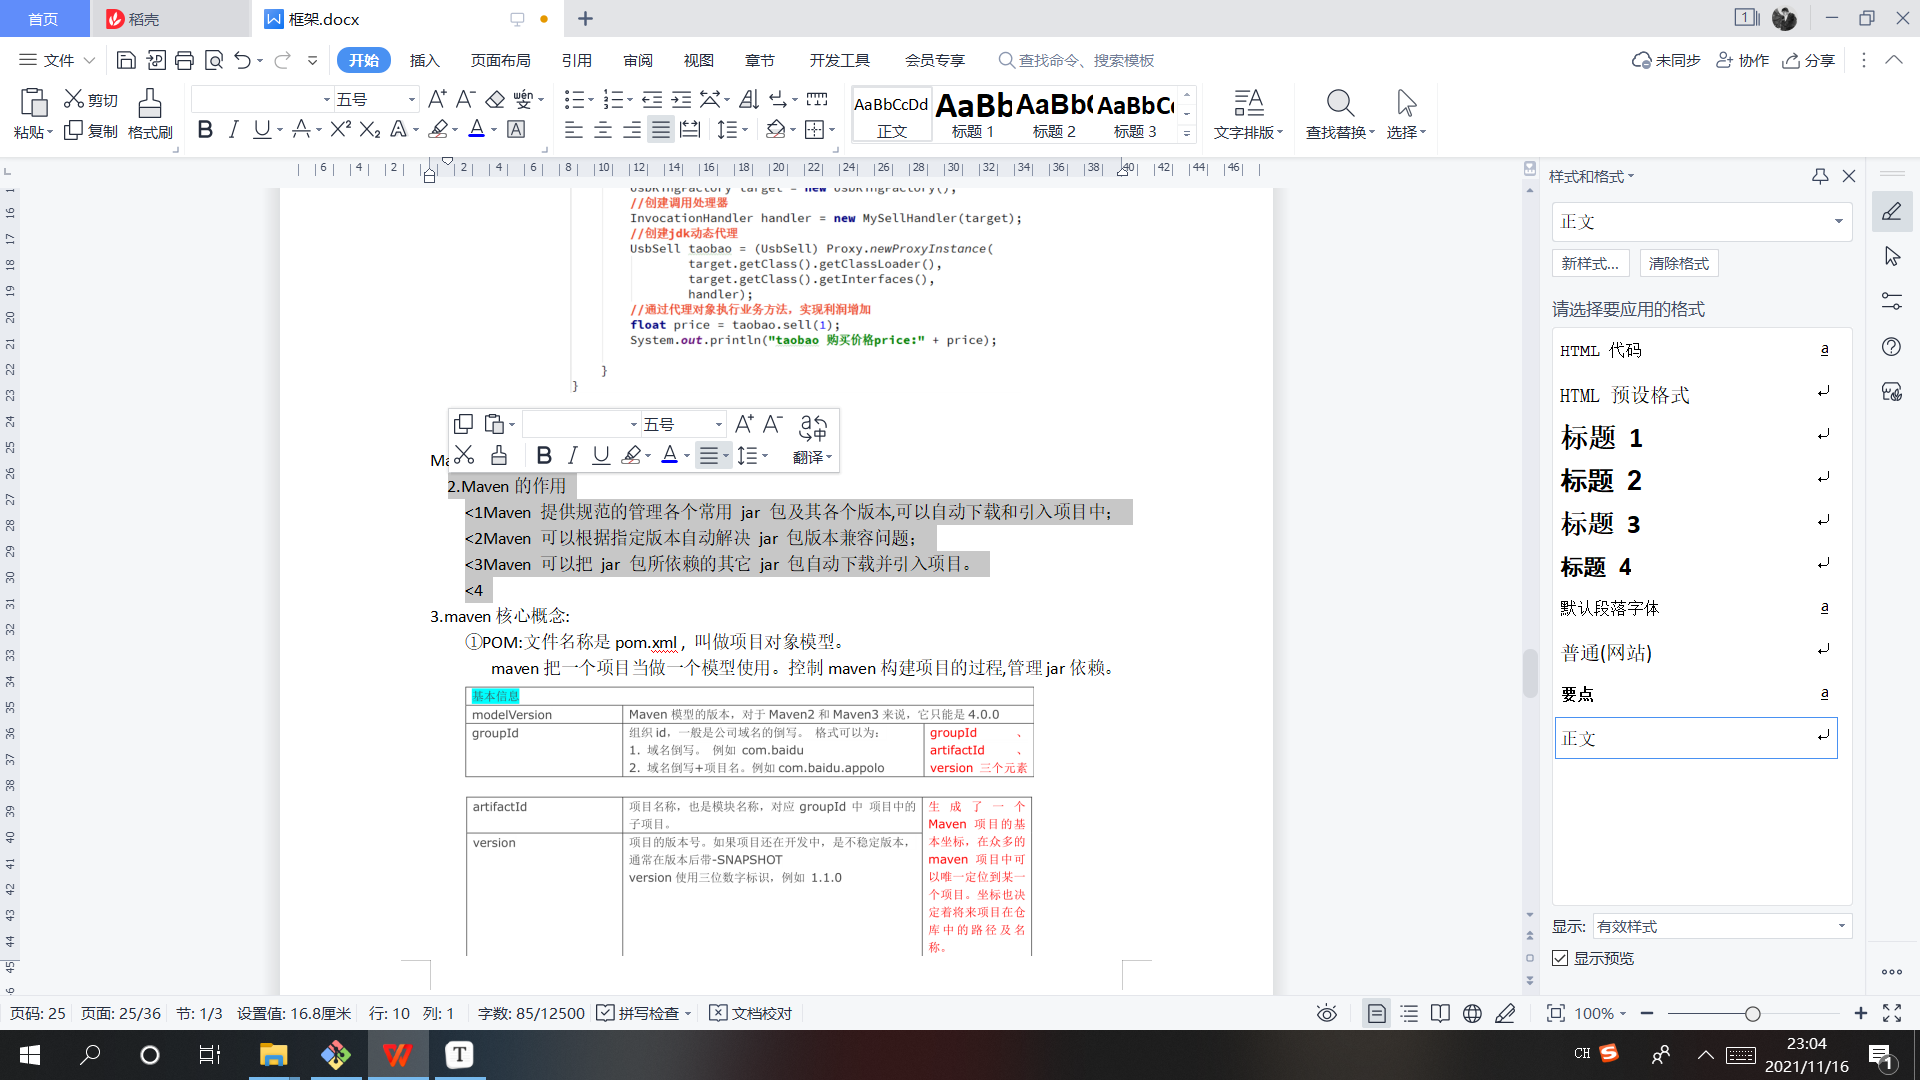 首页
稻壳
框架.docx
1
文件
开始
插入
页面布局
引用
审阅
视图
章节
开发工具
会员专享
查找命令、搜索模板
未同步
协作
分享
粘贴
剪切
复制
格式刷
五号
AaBbCcDd
正文
标题 1
标题 2
标题 3
文字排版
查找替换
选择
6 4 2 2 4 6 8 10 12 14 16 18 20 22 24 26 28 30 32 34 36 38 40 42 44 46
//创建调用处理器
InvocationHandler handler = new MySellHandler(target);
//创建jdk动态代理
UsbSell taobao = (UsbSell) Proxy.newProxyInstance(
target.getClass().getClassLoader(),
target.getClass().getInterfaces(),
handler);
//通过代理对象执行业务方法，实现利润增加
float price = taobao.sell(1);
System.out.println("taobao 购买价格price:" + price);
}
}
五号
翻译
2.Maven 的作用
<1Maven 提供规范的管理各个常用 jar 包及其各个版本,可以自动下载和引入项目中；
<2Maven 可以根据指定版本自动解决 jar 包版本兼容问题；
<3Maven 可以把 jar 包所依赖的其它 jar 包自动下载并引入项目。
<4
3.maven 核心概念:
①POM:文件名称是 pom.xml , 叫做项目对象模型。
maven 把一个项目当做一个模型使用。控制 maven 构建项目的过程,管理 jar 依赖。
基本信息
modelVersion Maven 模型的版本，对于 Maven2 和 Maven3 来说，它只能是 4.0.0
groupId 组织 id，一般是公司域名的倒写。 格式可以为： groupId 、
1. 域名倒写。 例如 com.baidu artifactId 、
2. 域名倒写+项目名。例如 com.baidu.appolo version 三个元素
artifactId 项目名称，也是模块名称，对应 groupId 中 项目中的 生成了一个
子项目。 Maven 项目的基
version 项目的版本号。如果项目还在开发中，是不稳定版本， 本坐标，在众多的
通常在版本后带-SNAPSHOT maven 项目中可
version 使用三位数字标识，例如 1.1.0 以唯一定位到某一
个项目。坐标也决
定着将来项目在仓
库中的路径及名
称。
样式和格式
正文
新样式...
清除格式
请选择要应用的格式
HTML 代码
HTML 预设格式
标题 1
标题 2
标题 3
标题 4
默认段落字体
普通(网站)
要点
正文
显示: 有效样式
显示预览
页码: 25 页面: 25/36 节: 1/3 设置值: 16.8厘米 行: 10 列: 1 字数: 85/12500 拼写检查 文档校对
100%
CH
23:04
2021/11/16
1